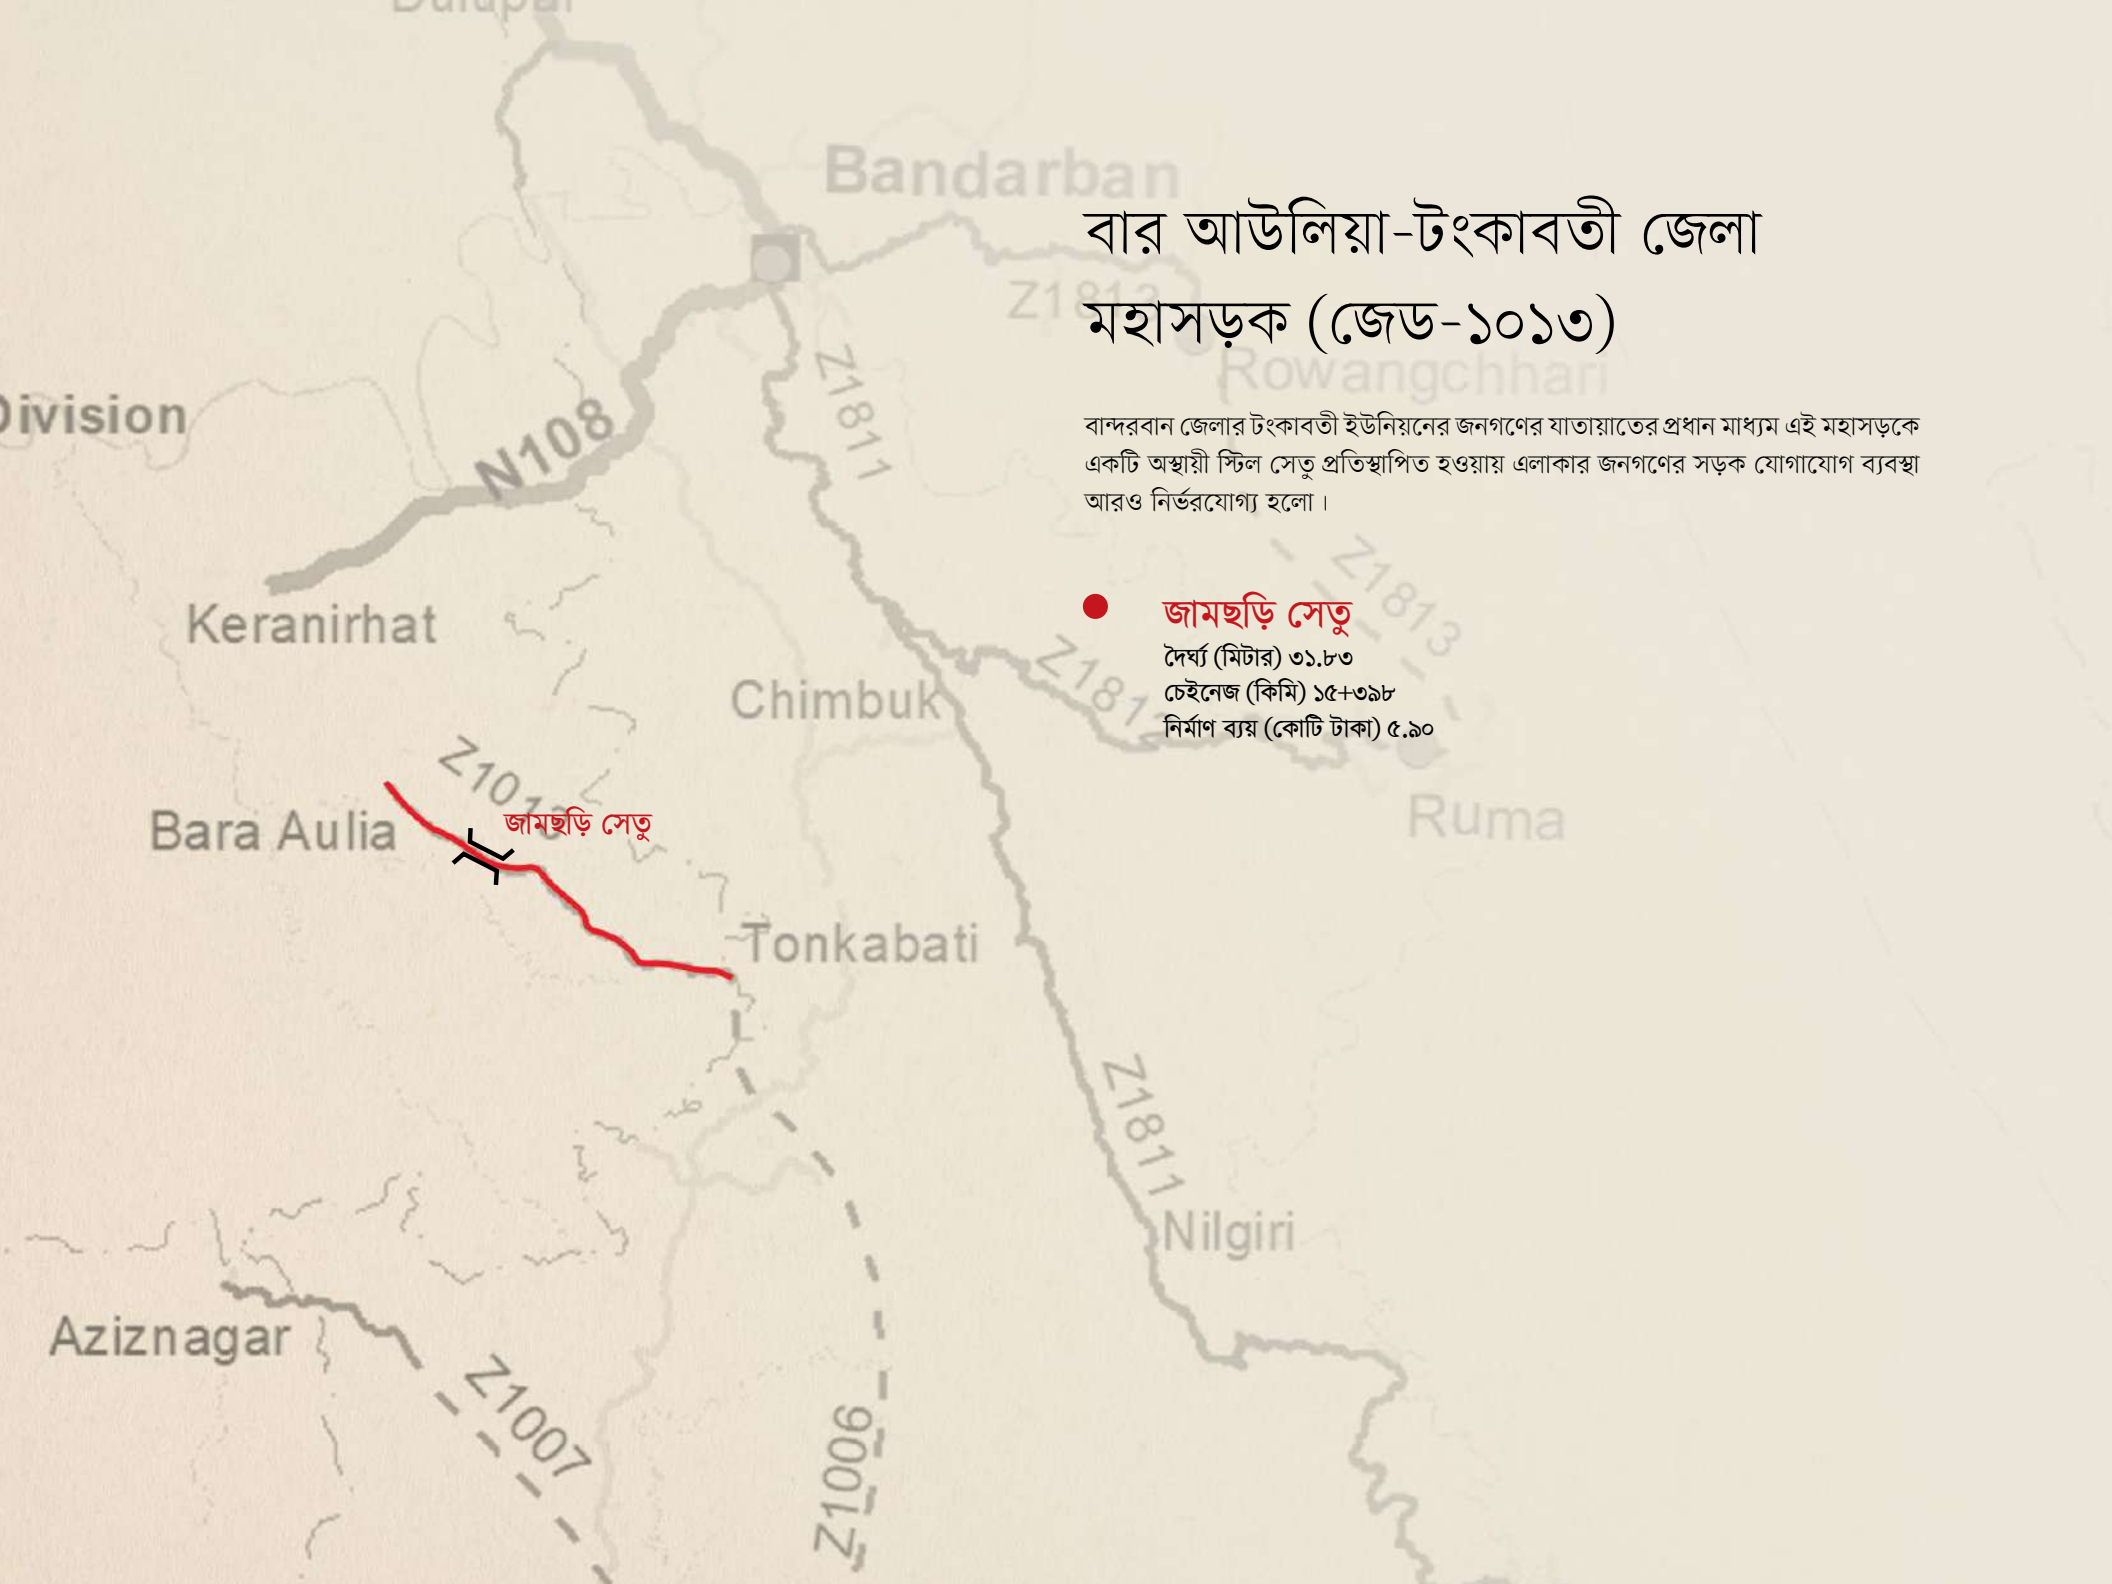 Bandarban
বার আউলিয়া-টংকাবতী জেলা
মহাসড়ক (জেড-১০১৩)
Z1813
Rowangchhari
Z1811
Division
N108
বান্দরবান জেলার টংকাবতী ইউনিয়নের জনগণের যাতায়াতের প্রধান মাধ্যম এই মহাসড়কে
একটি অস্থায়ী স্টিল সেতু প্রতিস্থাপিত হওয়ায় এলাকার জনগণের সড়ক যোগাযোগ ব্যবস্থা
আরও নির্ভরযোগ্য হলো।
Z1813
Keranirhat
জামছড়ি সেতু
দৈর্ঘ্য (মিটার) ৩১.৮৩
চেইনেজ (কিমি) ১৫+৩৯৮
নির্মাণ ব্যয় (কোটি টাকা) ৫.৯০
Chimbuk
Z1013
জামছড়ি সেতু
Bara Aulia
Ruma
Tonkabati
Z1811
Nilgiri
Aziznagar
Z1007
Z1006